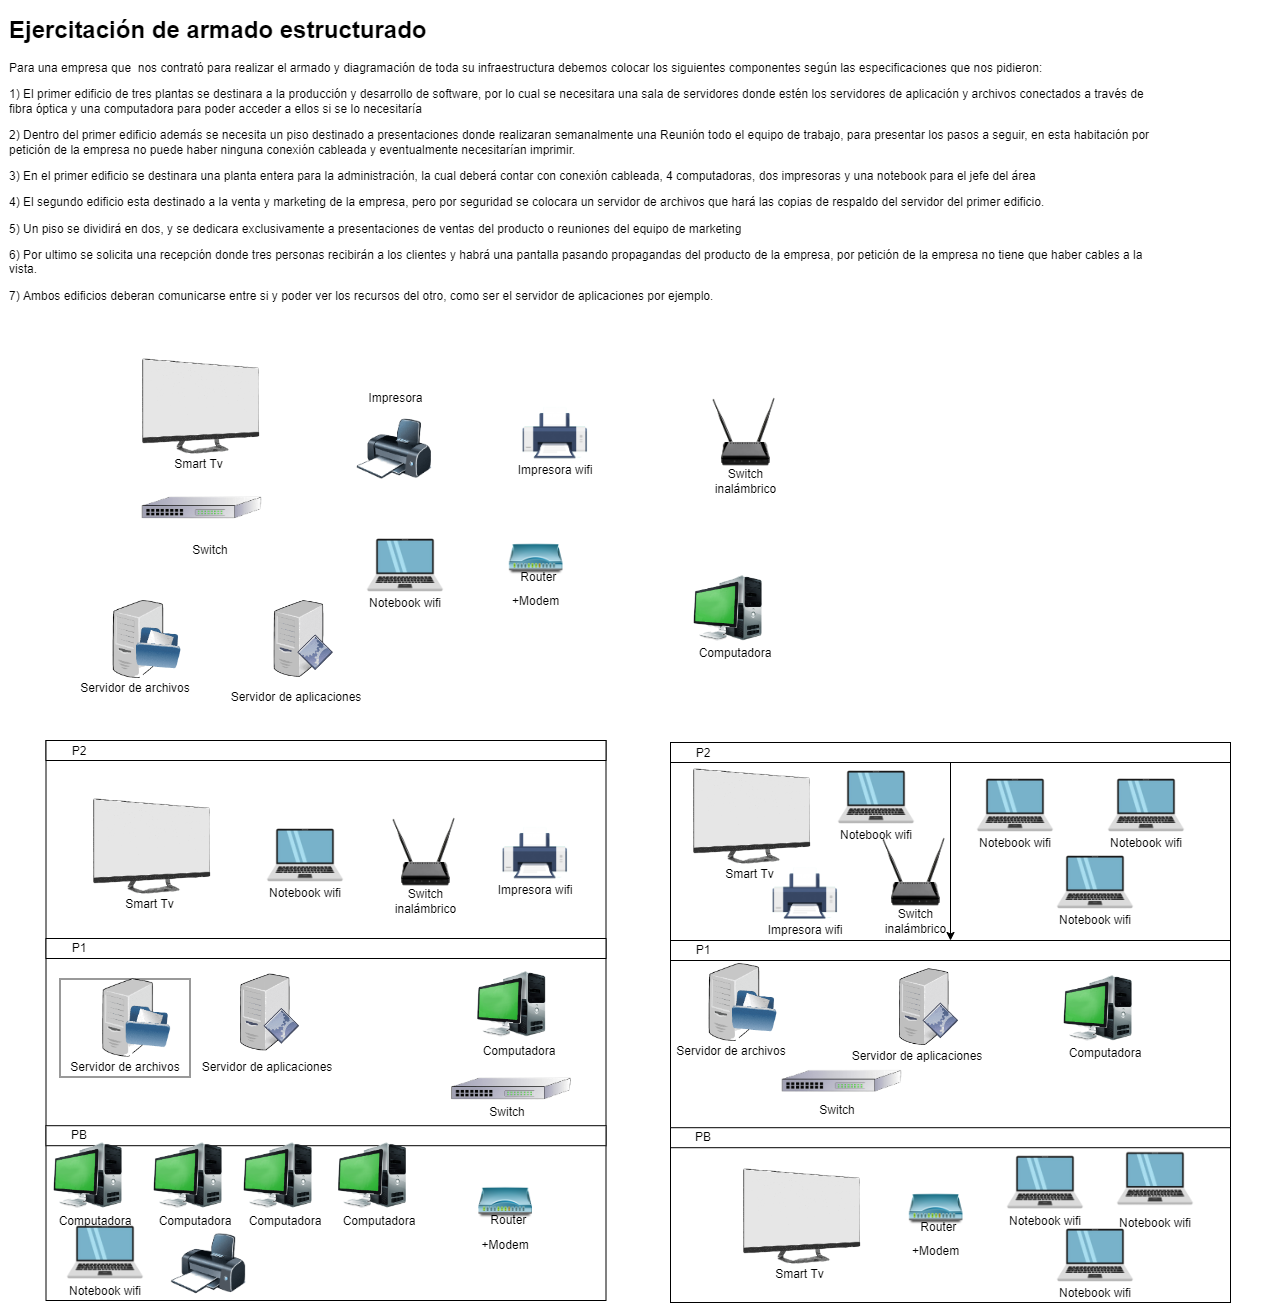 Ejercitación de armado estructurado
Para una empresa que  nos contrató para realizar el armado y diagramación de toda su infraestructura debemos colocar los siguientes componentes según las especificaciones que nos pidieron:
1) El primer edificio de tres plantas se destinara a la producción y desarrollo de software, por lo cual se necesitara una sala de servidores donde estén los servidores de aplicación y archivos conectados a través de
fibra óptica y una computadora para poder acceder a ellos si se lo necesitaría
2) Dentro del primer edificio además se necesita un piso destinado a presentaciones donde realizaran semanalmente una Reunión todo el equipo de trabajo, para presentar los pasos a seguir, en esta habitación por
petición de la empresa no puede haber ninguna conexión cableada y eventualmente necesitarían imprimir.
3) En el primer edificio se destinara una planta entera para la administración, la cual deberá contar con conexión cableada, 4 computadoras, dos impresoras y una notebook para el jefe del área
4) El segundo edificio esta destinado a la venta y marketing de la empresa, pero por seguridad se colocara un servidor de archivos que hará las copias de respaldo del servidor del primer edificio.
5) Un piso se dividirá en dos, y se dedicara exclusivamente a presentaciones de ventas del producto o reuniones del equipo de marketing
6) Por ultimo se solicita una recepción donde tres personas recibirán a los clientes y habrá una pantalla pasando propagandas del producto de la empresa, por petición de la empresa no tiene que haber cables a la
vista.
7) Ambos edificios deberan comunicarse entre si y poder ver los recursos del otro, como ser el servidor de aplicaciones por ejemplo.
Impresora
Smart Tv
Impresora wifi
Switch
inalámbrico
Switch
Notebook wifi
Router
+Modem
Computadora
Servidor de archivos
Servidor de aplicaciones
P2
Smart Tv
Notebook wifi
Switch
inalámbrico
Impresora wifi
P1
Servidor de archivos
Servidor de aplicaciones
Computadora
Switch
PB
Computadora
Computadora
Computadora
Computadora
Router
+Modem
Notebook wifi
P2
Notebook wifi
Notebook wifi
Notebook wifi
Smart Tv
Impresora wifi
Switch
inalámbrico
Notebook wifi
P1
Servidor de archivos
Servidor de aplicaciones
Computadora
Switch
PB
Notebook wifi
Notebook wifi
Router
+Modem
Smart Tv
Notebook wifi